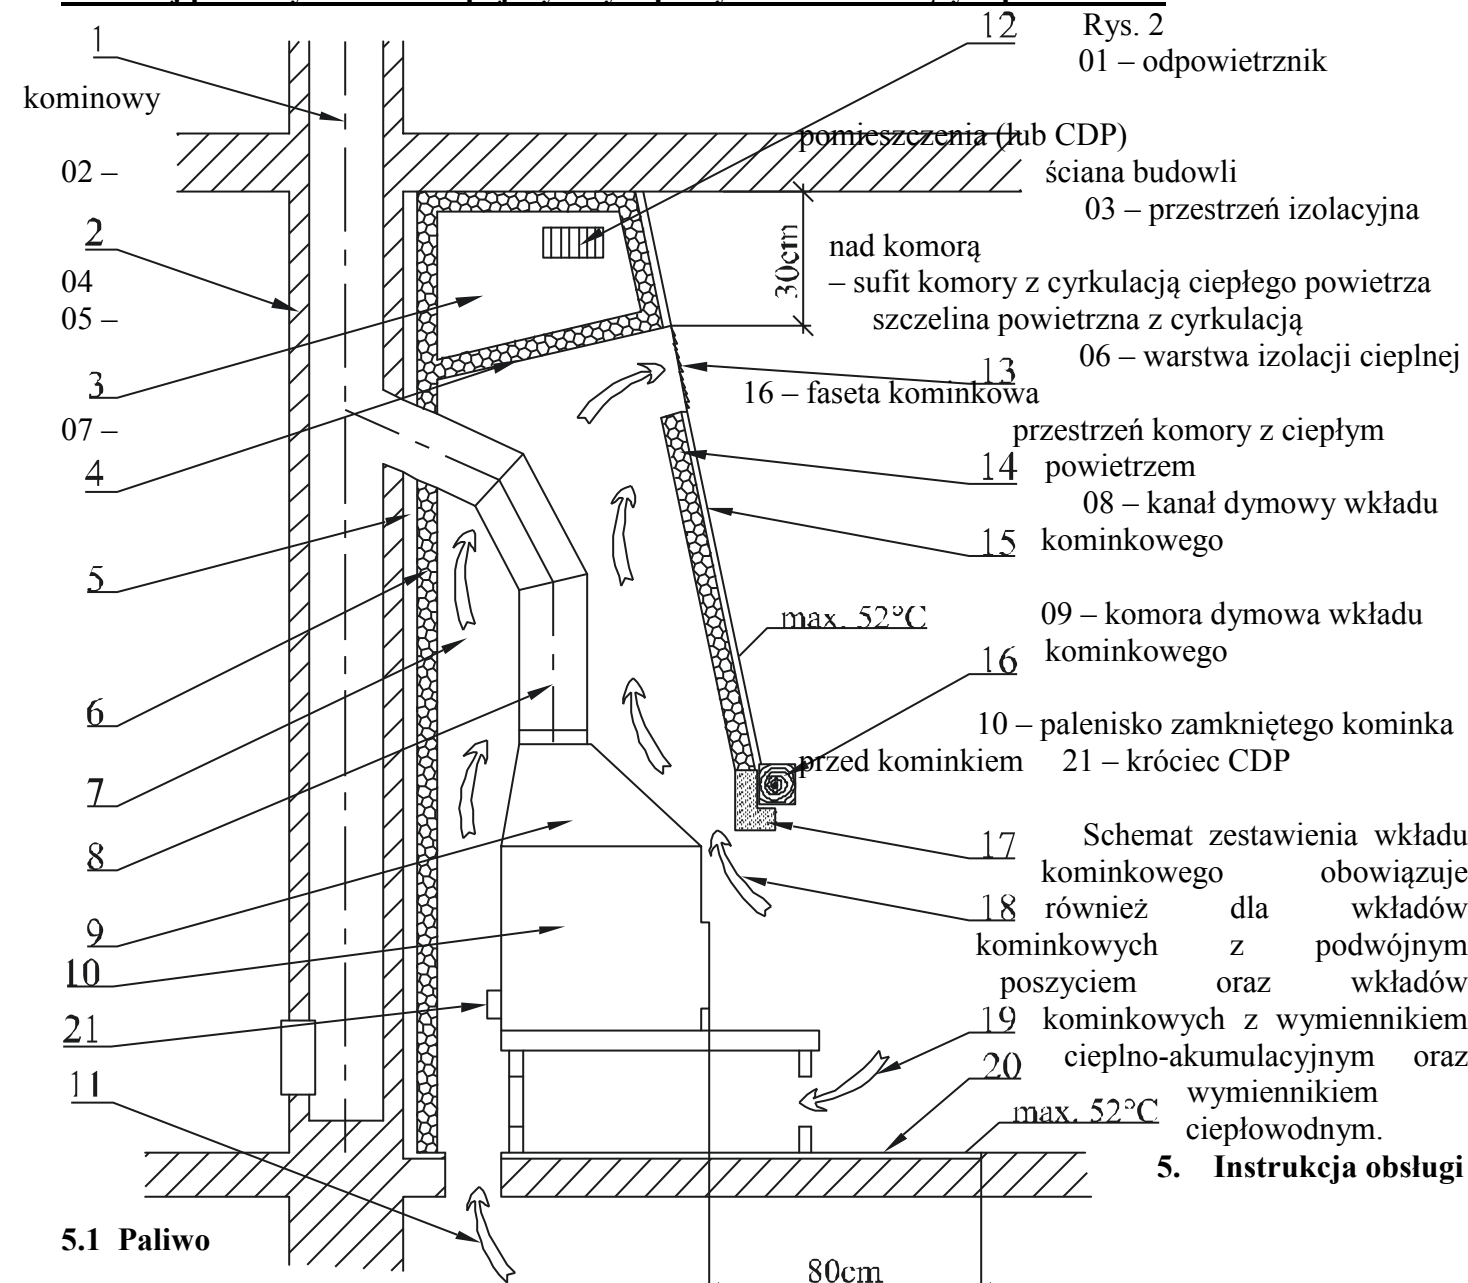 1
12
Rys. 2
01 – odpowietrznik
kominowy
pomieszczenia (lub CDP)
02 –
ściana budowli
03 – przestrzeń izolacyjna
2
nad komorą
30cm
04
– sufit komory z cyrkulacją ciepłego powietrza
05 –
szczelina powietrzna z cyrkulacją
06 – warstwa izolacji cieplnej
3
13
16 – faseta kominkowa
07 –
przestrzeń komory z ciepłym
4
14
powietrzem
08 – kanał dymowy wkładu
15
kominkowego
5
max. 52°C
09 – komora dymowa wkładu
16
kominkowego
6
10 – palenisko zamkniętego kominka
przed kominkiem
21 – króciec CDP
7
17
Schemat zestawienia wkładu
8
kominkowego obowiązuje
18
również dla wkładów
9
kominkowych z podwójnym
10
poszyciem oraz wkładów
21
19
kominkowych z wymiennikiem
cieplno-akumulacyjnym oraz
20
11
wymiennikiem
max. 52°C
ciepłowodnym.
5. Instrukcja obsługi
5.1 Paliwo
80cm